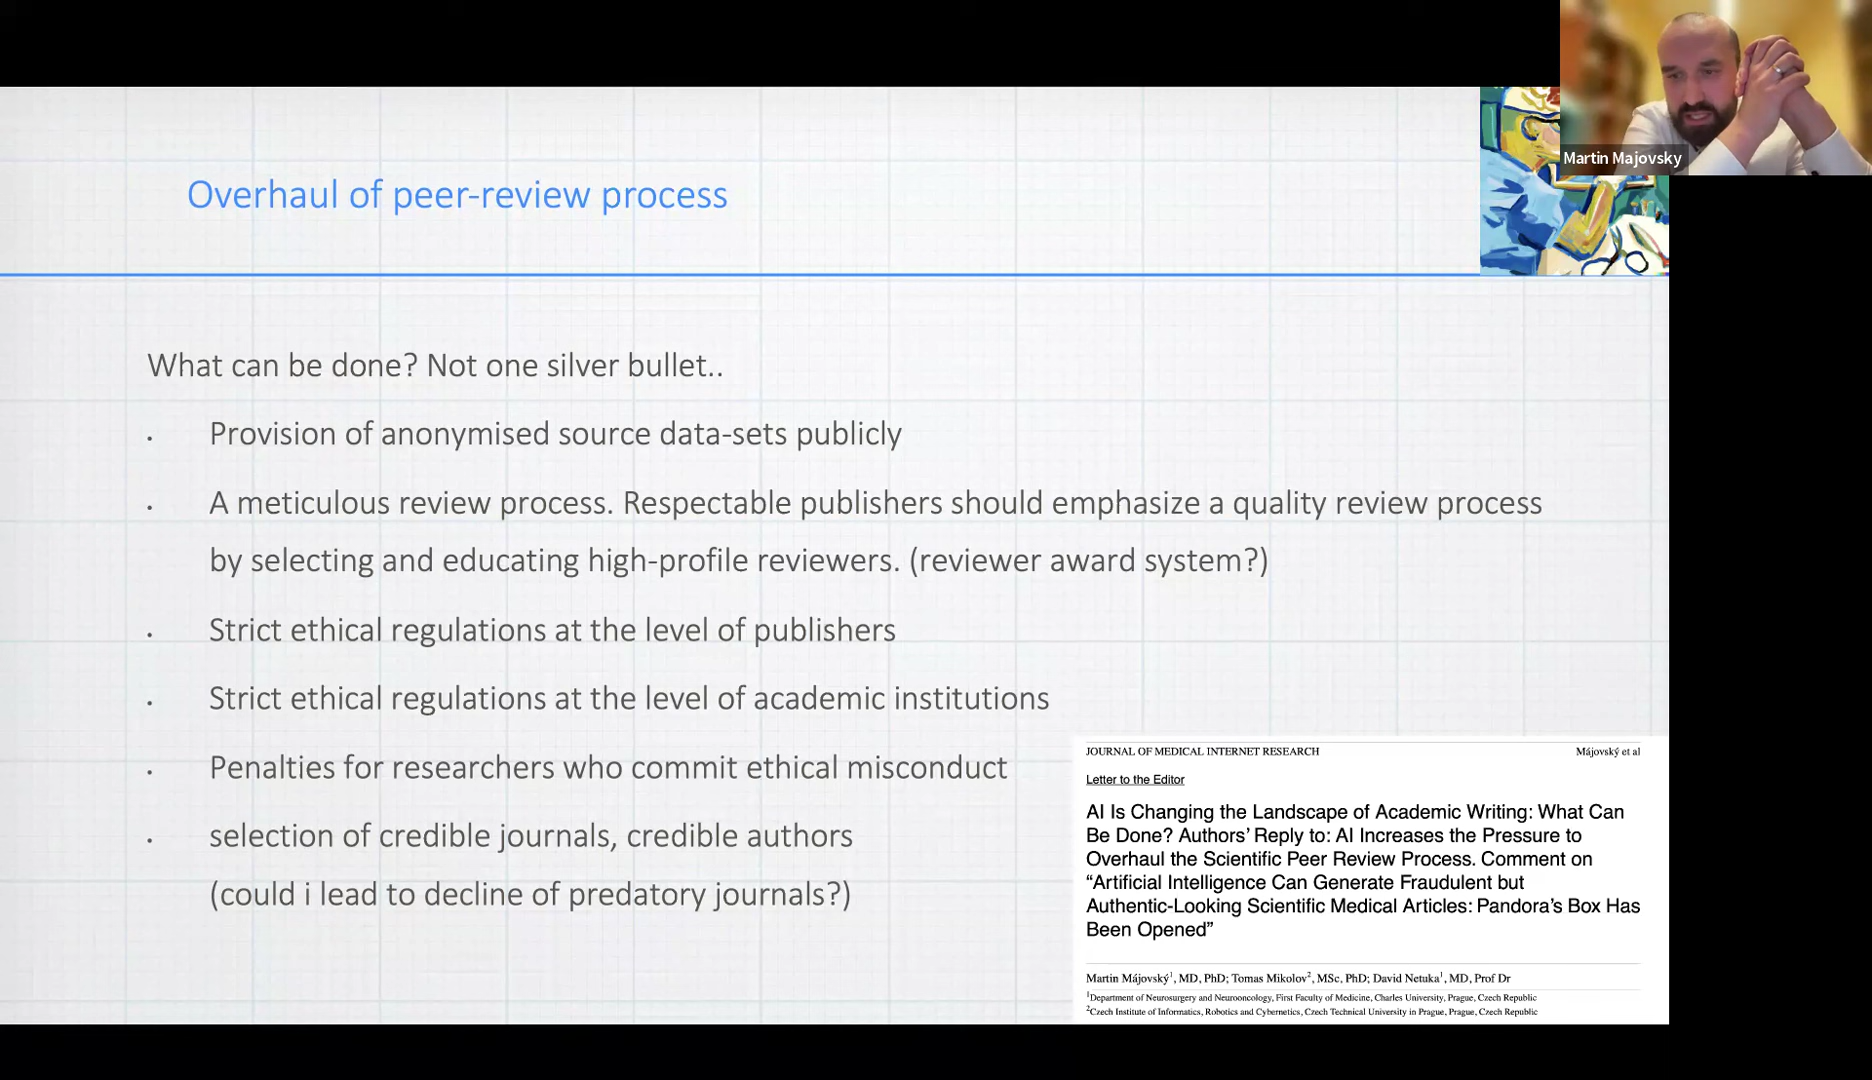 Martin Majovsky
Overhaul of peer-review process
What can be done? Not one silver bullet..
• Provision of anonymised source data-sets publicly
• A meticulous review process. Respectable publishers should emphasize a quality review process
by selecting and educating high-profile reviewers. (reviewer award system?)
• Strict ethical regulations at the level of publishers
• Strict ethical regulations at the level of academic institutions
• Penalties for researchers who commit ethical misconduct
• selection of credible journals, credible authors
(could i lead to decline of predatory journals?)
JOURNAL OF MEDICAL INTERNET RESEARCH Májovský et al
Letter to the Editor
AI Is Changing the Landscape of Academic Writing: What Can
Be Done? Authors’ Reply to: AI Increases the Pressure to
Overhaul the Scientific Peer Review Process. Comment on
“Artificial Intelligence Can Generate Fraudulent but
Authentic-Looking Scientific Medical Articles: Pandora’s Box Has
Been Opened”
Martin Májovský1, MD, PhD; Tomas Mikolov2, MSc, PhD; David Netuka1, MD, Prof Dr
1Department of Neurosurgery and Neurooncology, First Faculty of Medicine, Charles University, Prague, Czech Republic
2Czech Institute of Informatics, Robotics and Cybernetics, Czech Technical University in Prague, Prague, Czech Republic